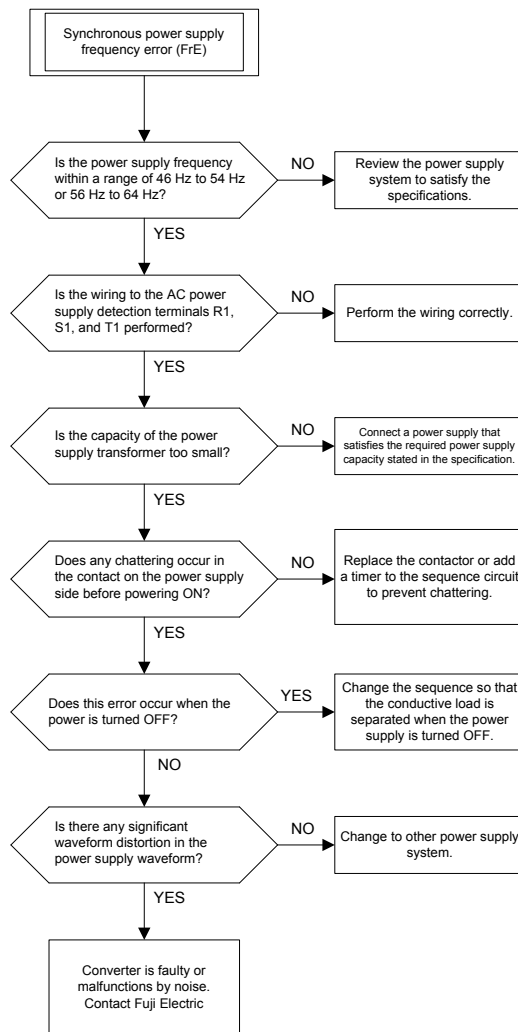 Synchronous power supply
frequency error (FrE)
Is the power supply frequency
within a range of 46 Hz to 54 Hz
or 56 Hz to 64 Hz?
NO
Review the power supply
system to satisfy the
specifications.
YES
Is the wiring to the AC power
supply detection terminals R1,
S1, and T1 performed?
NO
Perform the wiring correctly.
YES
Is the capacity of the power
supply transformer too small?
NO
Connect a power supply that
satisfies the required power supply
capacity stated in the specification.
YES
Does any chattering occur in
the contact on the power supply
side before powering ON?
NO
Replace the contactor or add
a timer to the sequence circuit
to prevent chattering.
YES
Does this error occur when the
power is turned OFF?
YES
Change the sequence so that
the conductive load is
separated when the power
supply is turned OFF.
NO
Is there any significant
waveform distortion in the
power supply waveform?
NO
Change to other power supply
system.
YES
Converter is faulty or
malfunctions by noise.
Contact Fuji Electric